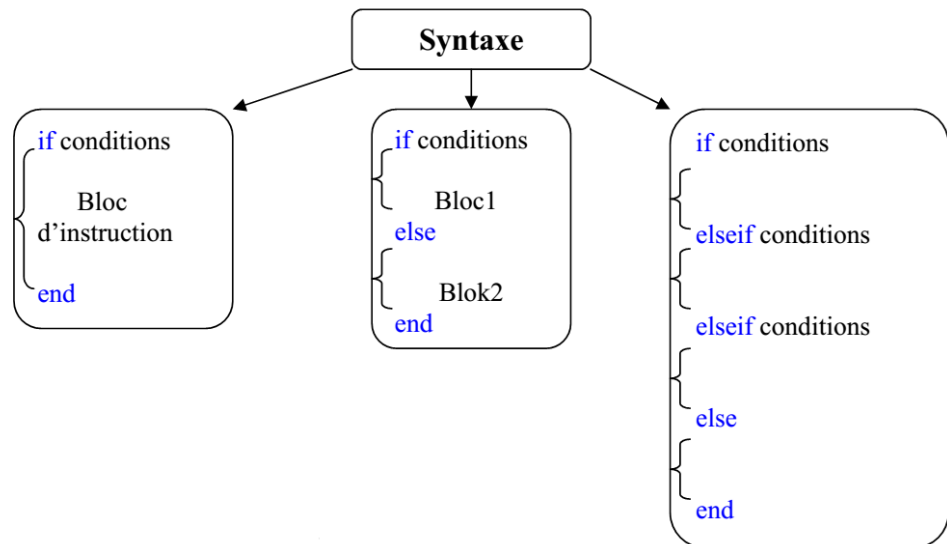 Syntaxe
if conditions
Bloc
d’instruction
end
if conditions
Bloc1
else
Blok2
end
if conditions
elseif conditions
elseif conditions
else
end